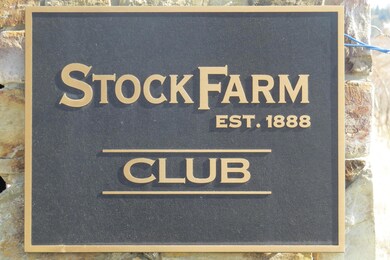 STOCK FARM
EST. 1888
CLUB